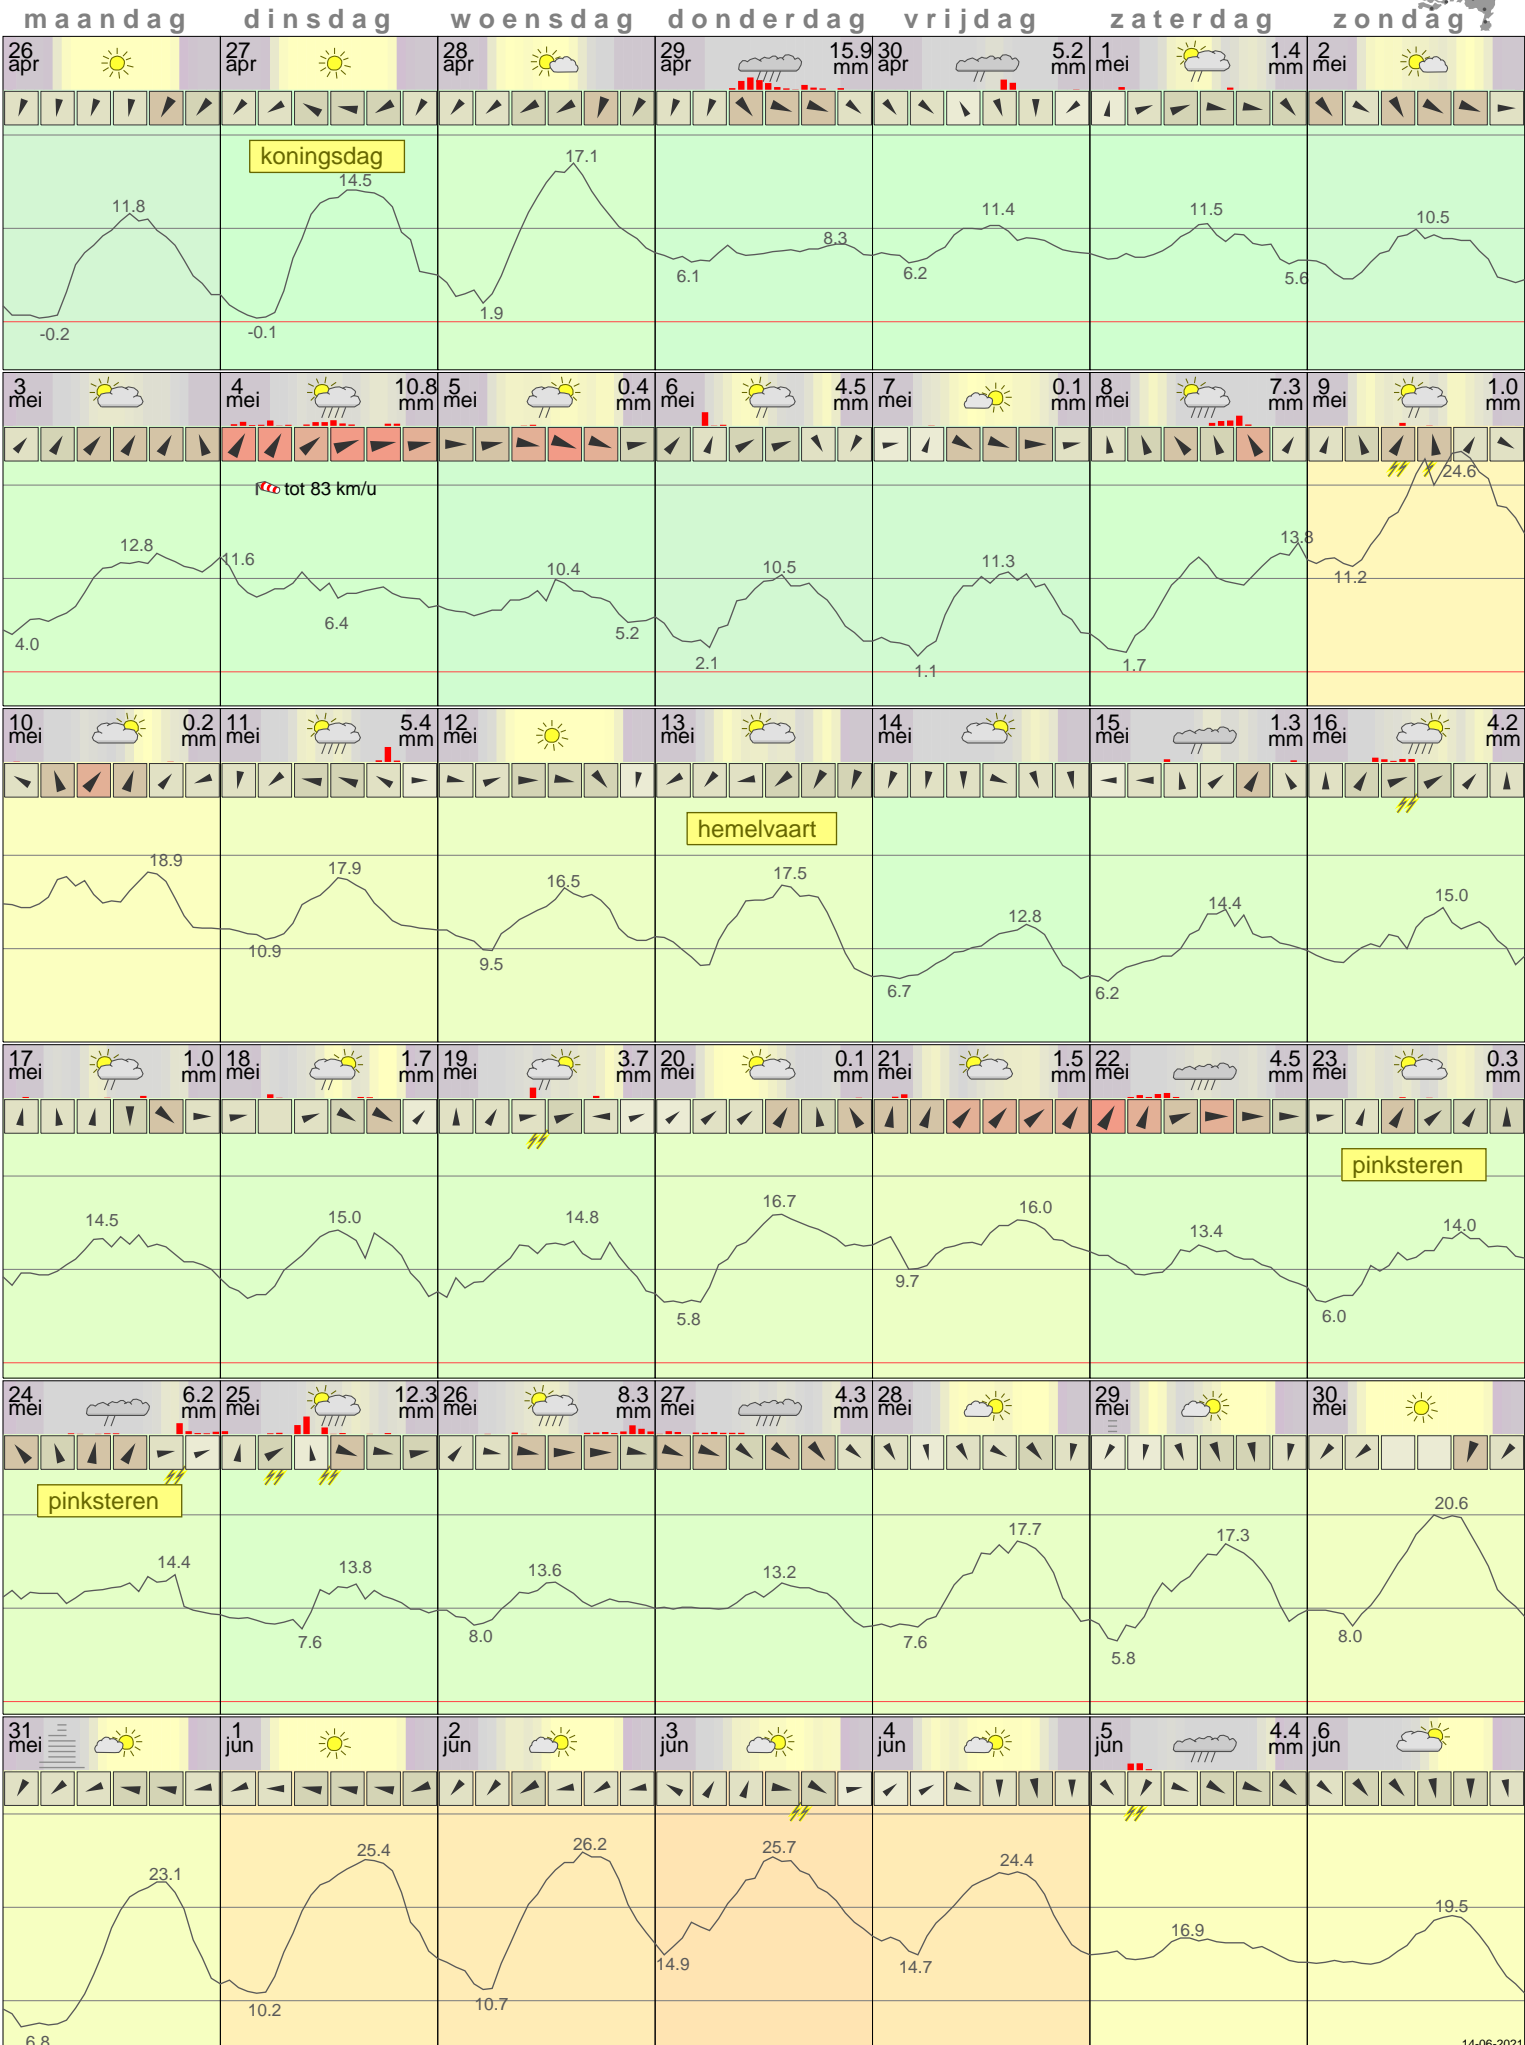 maandag dinsdag woensdag donderdag vrijdag zaterdag zondag
26 27 28 29 15.9 30 5.2 1 1.4 2
apr apr apr apr mm apr mm mei mm mei
koningsdag
17.1
14.5
11.8 11.4 11.5 10.5
8.3
6.1 6.2 5.6
1.9
-0.2 -0.1
3 4 10.8 5 0.4 6 4.5 7 0.1 8 7.3 9 1.0
mei mei mm mei mm mei mm mei mm mei mm mei mm
24.6
tot 83 km/u
13.8
12.8 11.6 10.4 10.5 11.3 11.2
4.0 6.4 5.2 2.1 1.1 1.7
10 0.2 11 5.4 12 13 14 15 1.3 16 4.2
mei mm mei mm mei mei mei mei mm mei mm
hemelvaart
18.9 17.9 16.5 17.5
12.8 14.4 15.0
10.9 9.5 6.7 6.2
17 1.0 18 1.7 19 3.7 20 0.1 21 1.5 22 4.5 23 0.3
mei mm mei mm mei mm mei mm mei mm mei mm mei mm
pinksteren
14.5 15.0 14.8 16.7 16.0 13.4 14.0
9.7
5.8 6.0
24 6.2 25 12.3 26 8.3 27 4.3 28 29 30
mei mm mei mm mei mm mei mm mei mei mei
pinksteren
20.6
17.7 17.3
14.4 13.8 13.6 13.2
7.6 8.0 7.6 5.8 8.0
31 1 2 3 4 5 4.4 6
mei jun jun jun jun jun mm jun
23.1 25.4 26.2 25.7 24.4
19.5
16.9
14.9 14.7
10.2 10.7
6.8
14-06-2021